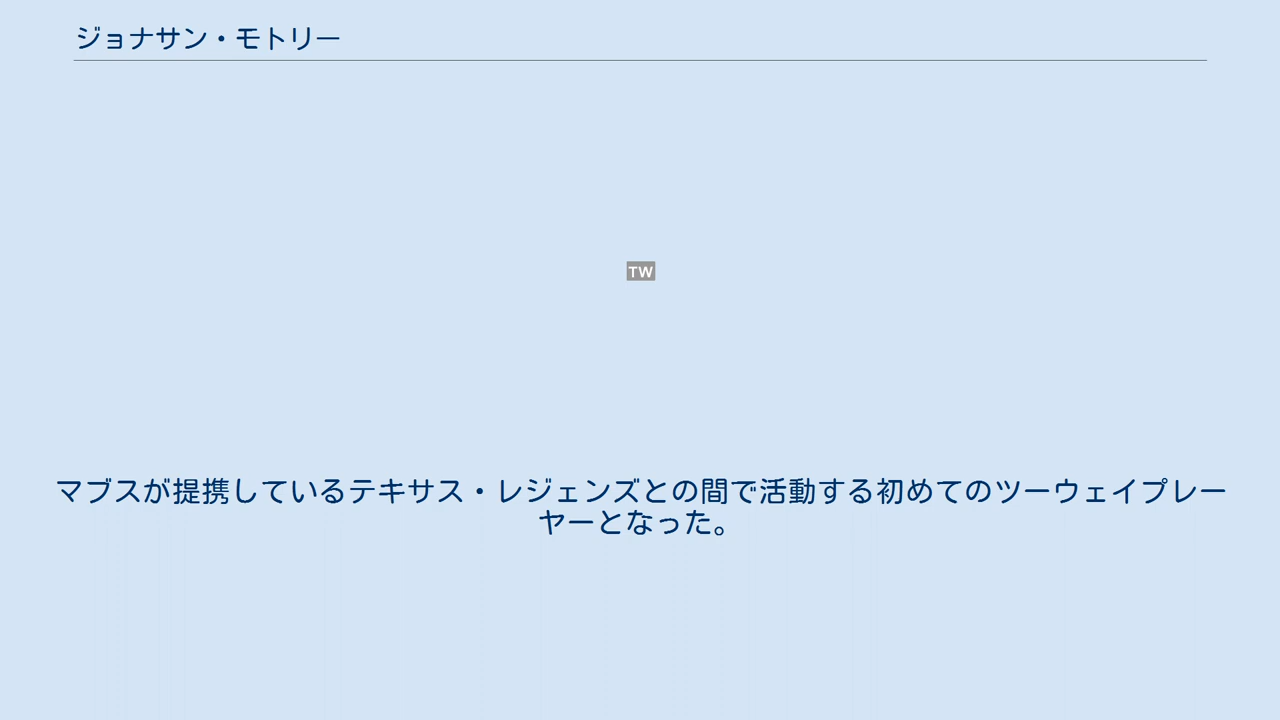 ジョナサン・モトリー
TW
マブスが提携しているテキサス・レジェンズとの間で活動する初めてのツーウェイプレー
ヤーとなった。